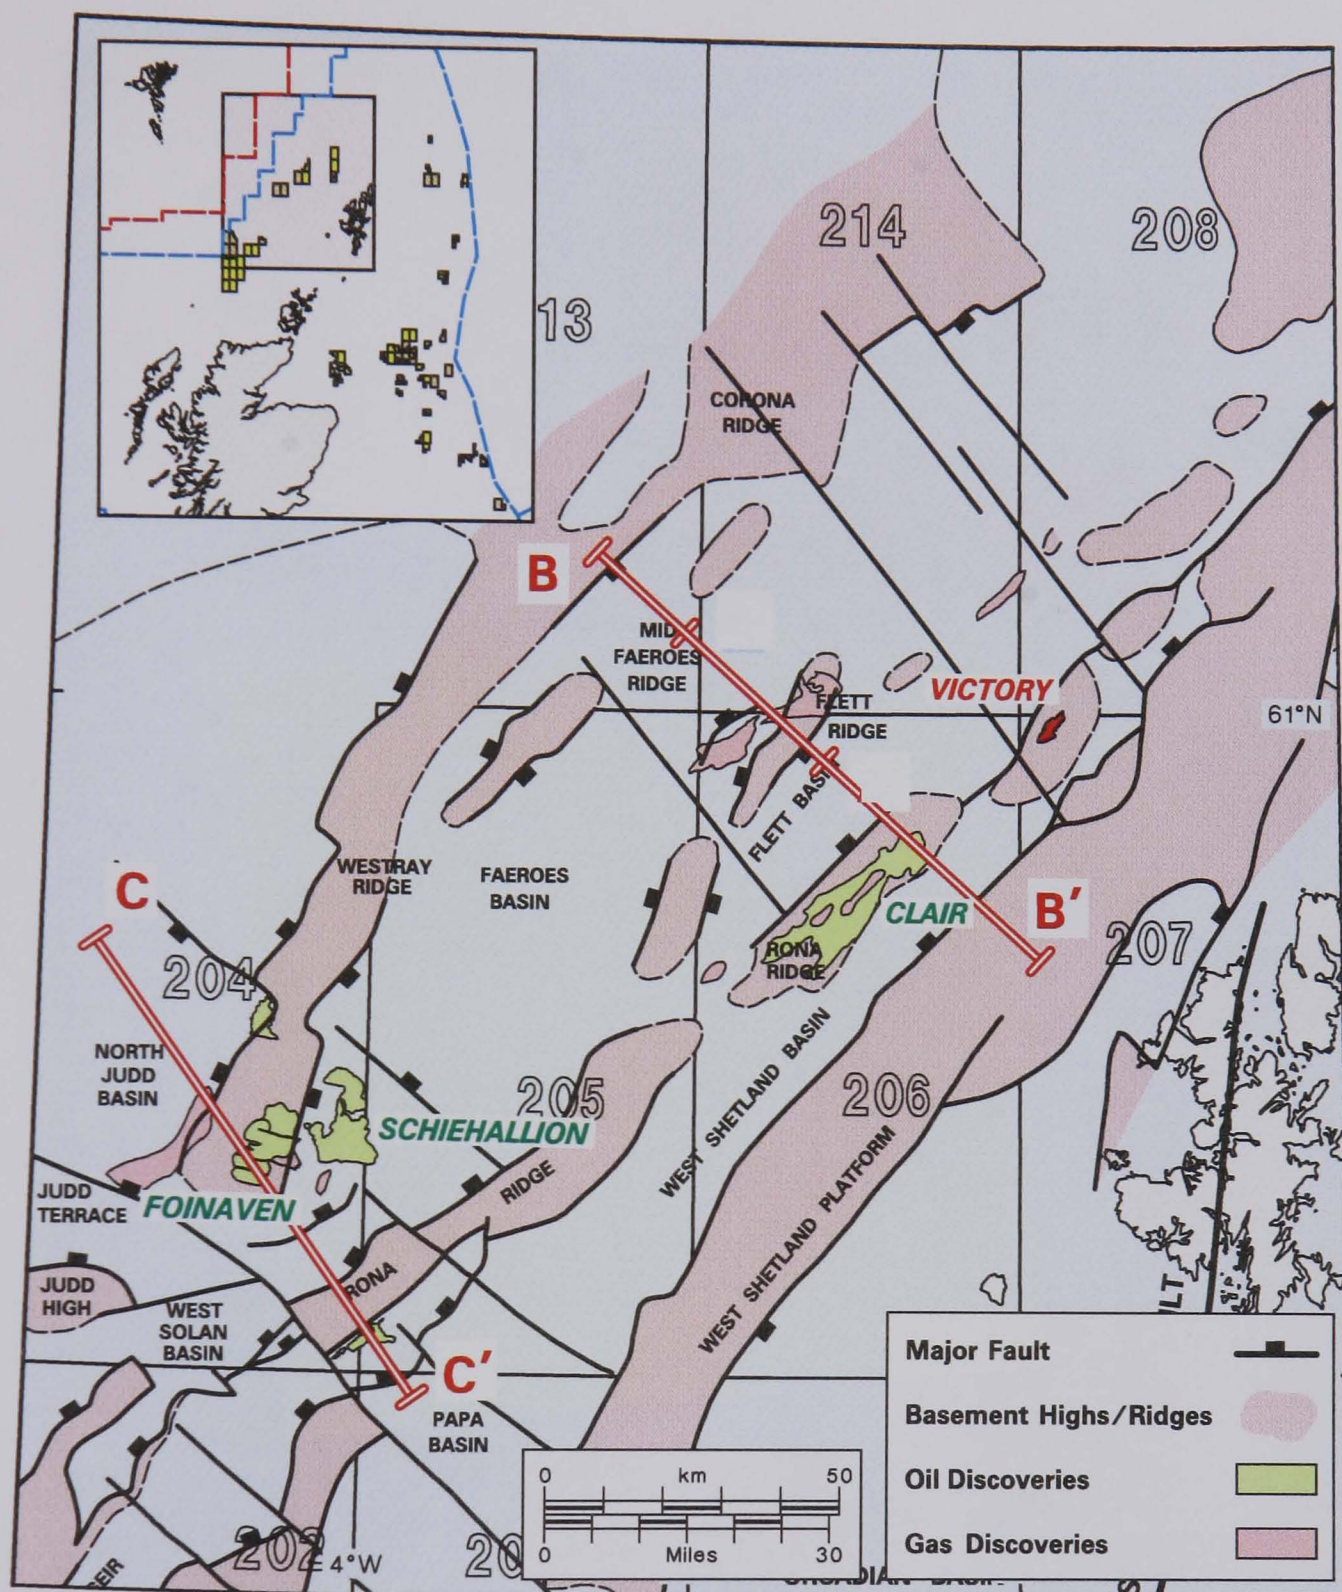 214
208
13
CORONA
RIDGE
B
MID
FAEROES
RIDGE
VICTORY
FLETT
RIDGE
61°N
FLETT BASIN
WESTRAY
RIDGE
FAEROES
BASIN
C
CLAIR
B′
RONA
RIDGE
207
204
NORTH
JUDD
BASIN
205
206
SCHIEHALLION
WEST SHETLAND BASIN
RIDGE
JUDD
TERRACE
FOINAVEN
WEST SHETLAND PLATFORM
RONA
JUDD
HIGH
WEST
SOLAN
BASIN
C′
PAPA
BASIN
ULT
Major Fault
Basement Highs/Ridges
Oil Discoveries
Gas Discoveries
0 km 50
0 Miles 30
202
4°W
20
SEIR